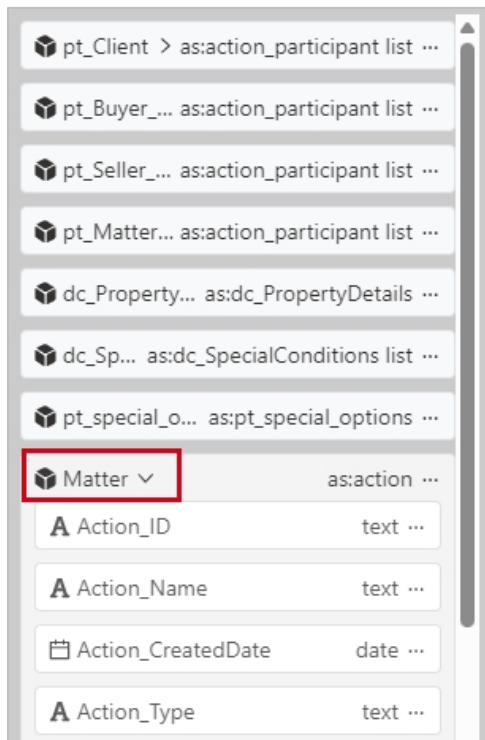 pt_Client > as:action_participant list ...
pt_Buyer_... as:action_participant list ...
pt_Seller_... as:action_participant list ...
pt_Matter... as:action_participant list ...
dc_Property... as:dc_PropertyDetails ...
dc_Sp... as:dc_SpecialConditions list ...
pt_special_o... as:pt_special_options ...
Matter as:action ...
A Action_ID text ...
A Action_Name text ...
Action_CreatedDate date ...
A Action_Type text ...